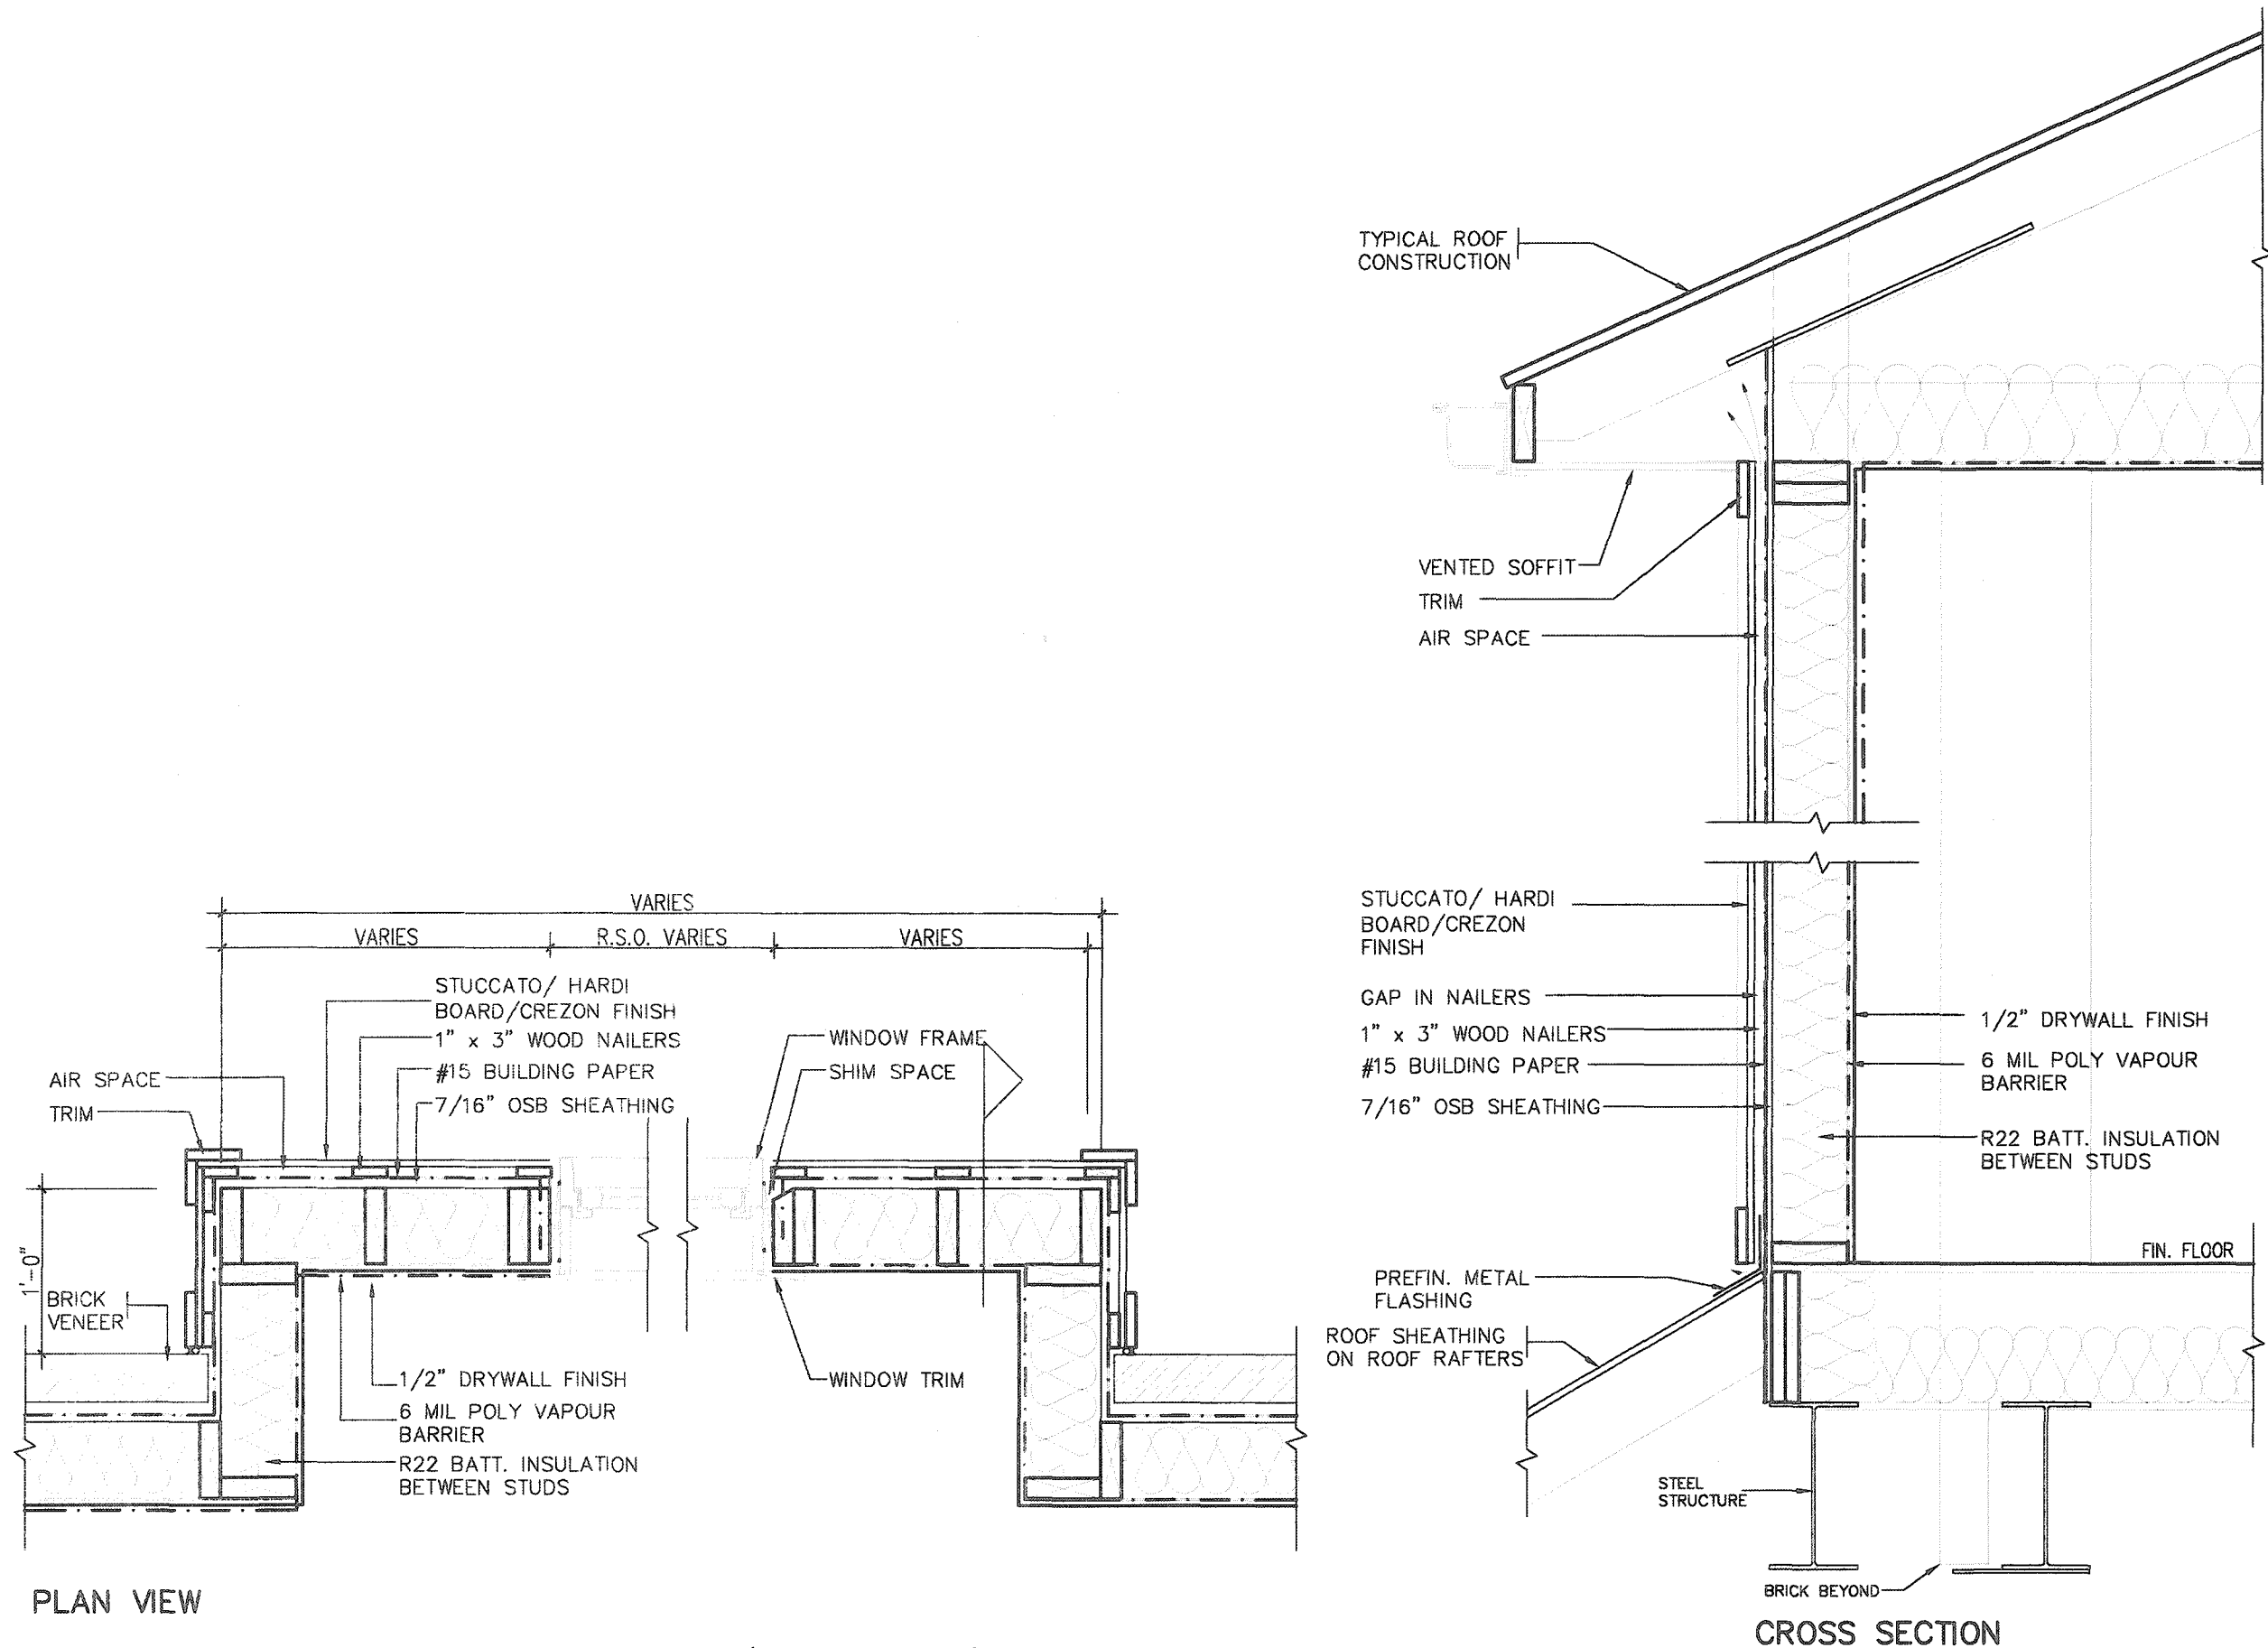 VARIES
VARIES
R.S.O. VARIES
VARIES
STUCCATO/ HARDI
BOARD/CREZON FINISH
1" x 3" WOOD NAILERS
#15 BUILDING PAPER
7/16" OSB SHEATHING
AIR SPACE
TRIM
WINDOW FRAME
SHIM SPACE
1'-0"
BRICK
VENEER
1/2" DRYWALL FINISH
6 MIL POLY VAPOUR
BARRIER
R22 BATT. INSULATION
BETWEEN STUDS
WINDOW TRIM
PLAN VIEW
TYPICAL ROOF
CONSTRUCTION
VENTED SOFFIT
TRIM
AIR SPACE
STUCCATO/ HARDI
BOARD/CREZON
FINISH
GAP IN NAILERS
1" x 3" WOOD NAILERS
#15 BUILDING PAPER
7/16" OSB SHEATHING
1/2" DRYWALL FINISH
6 MIL POLY VAPOUR
BARRIER
R22 BATT. INSULATION
BETWEEN STUDS
FIN. FLOOR
PREFIN. METAL
FLASHING
ROOF SHEATHING
ON ROOF RAFTERS
STEEL
STRUCTURE
BRICK BEYOND
CROSS SECTION